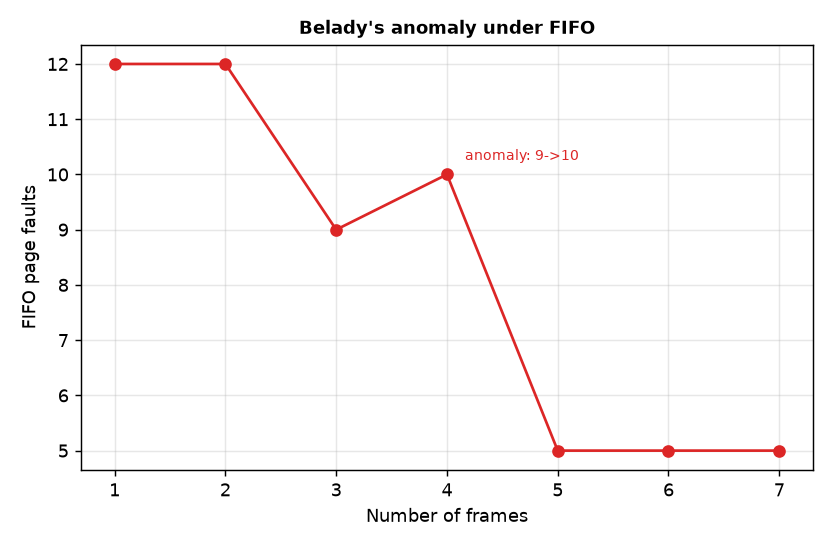 Belady's anomaly under FIFO
12
11
10
9
8
7
6
5
FIFO page faults
anomaly: 9->10
1 2 3 4 5 6 7
Number of frames